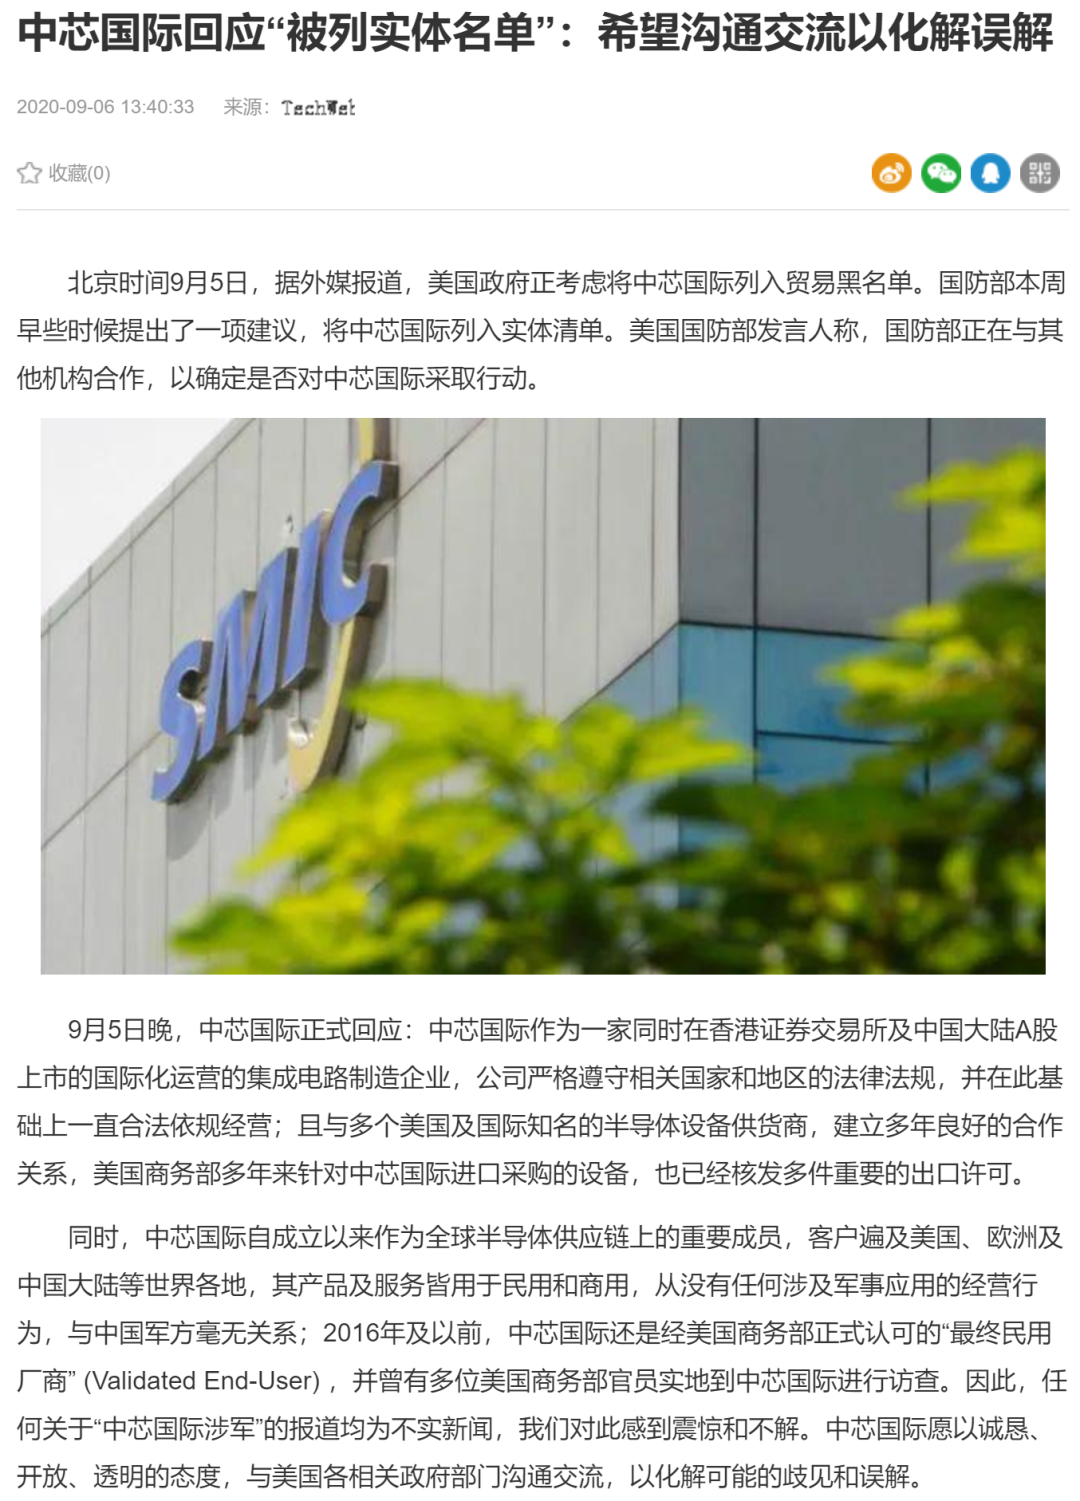 中芯国际回应“被列实体名单”：希望沟通交流以化解误解
2020-09-06 13:40:33 来源：TechWeb
收藏(0)
北京时间9月5日，据外媒报道，美国政府正考虑将中芯国际列入贸易黑名单。国防部本周
早些时候提出了一项建议，将中芯国际列入实体清单。美国国防部发言人称，国防部正在与其
他机构合作，以确定是否对中芯国际采取行动。
SMIC
9月5日晚，中芯国际正式回应：中芯国际作为一家同时在香港证券交易所及中国大陆A股
上市的国际化运营的集成电路制造企业，公司严格遵守相关国家和地区的法律法规，并在此基
础上一直合法依规经营；且与多个美国及国际知名的半导体设备供货商，建立多年良好的合作
关系，美国商务部多年来针对中芯国际进口采购的设备，也已经核发多件重要的出口许可。
同时，中芯国际自成立以来作为全球半导体供应链上的重要成员，客户遍及美国、欧洲及
中国大陆等世界各地，其产品及服务皆用于民用和商用，从没有任何涉及军事应用的经营行
为，与中国军方毫无关系；2016年及以前，中芯国际还是经美国商务部正式认可的“最终民用
厂商” (Validated End-User) ，并曾有多位美国商务部官员实地到中芯国际进行访查。因此，任
何关于“中芯国际涉军”的报道均为不实新闻，我们对此感到震惊和不解。中芯国际愿以诚恳、
开放、透明的态度，与美国各相关政府部门沟通交流，以化解可能的歧见和误解。